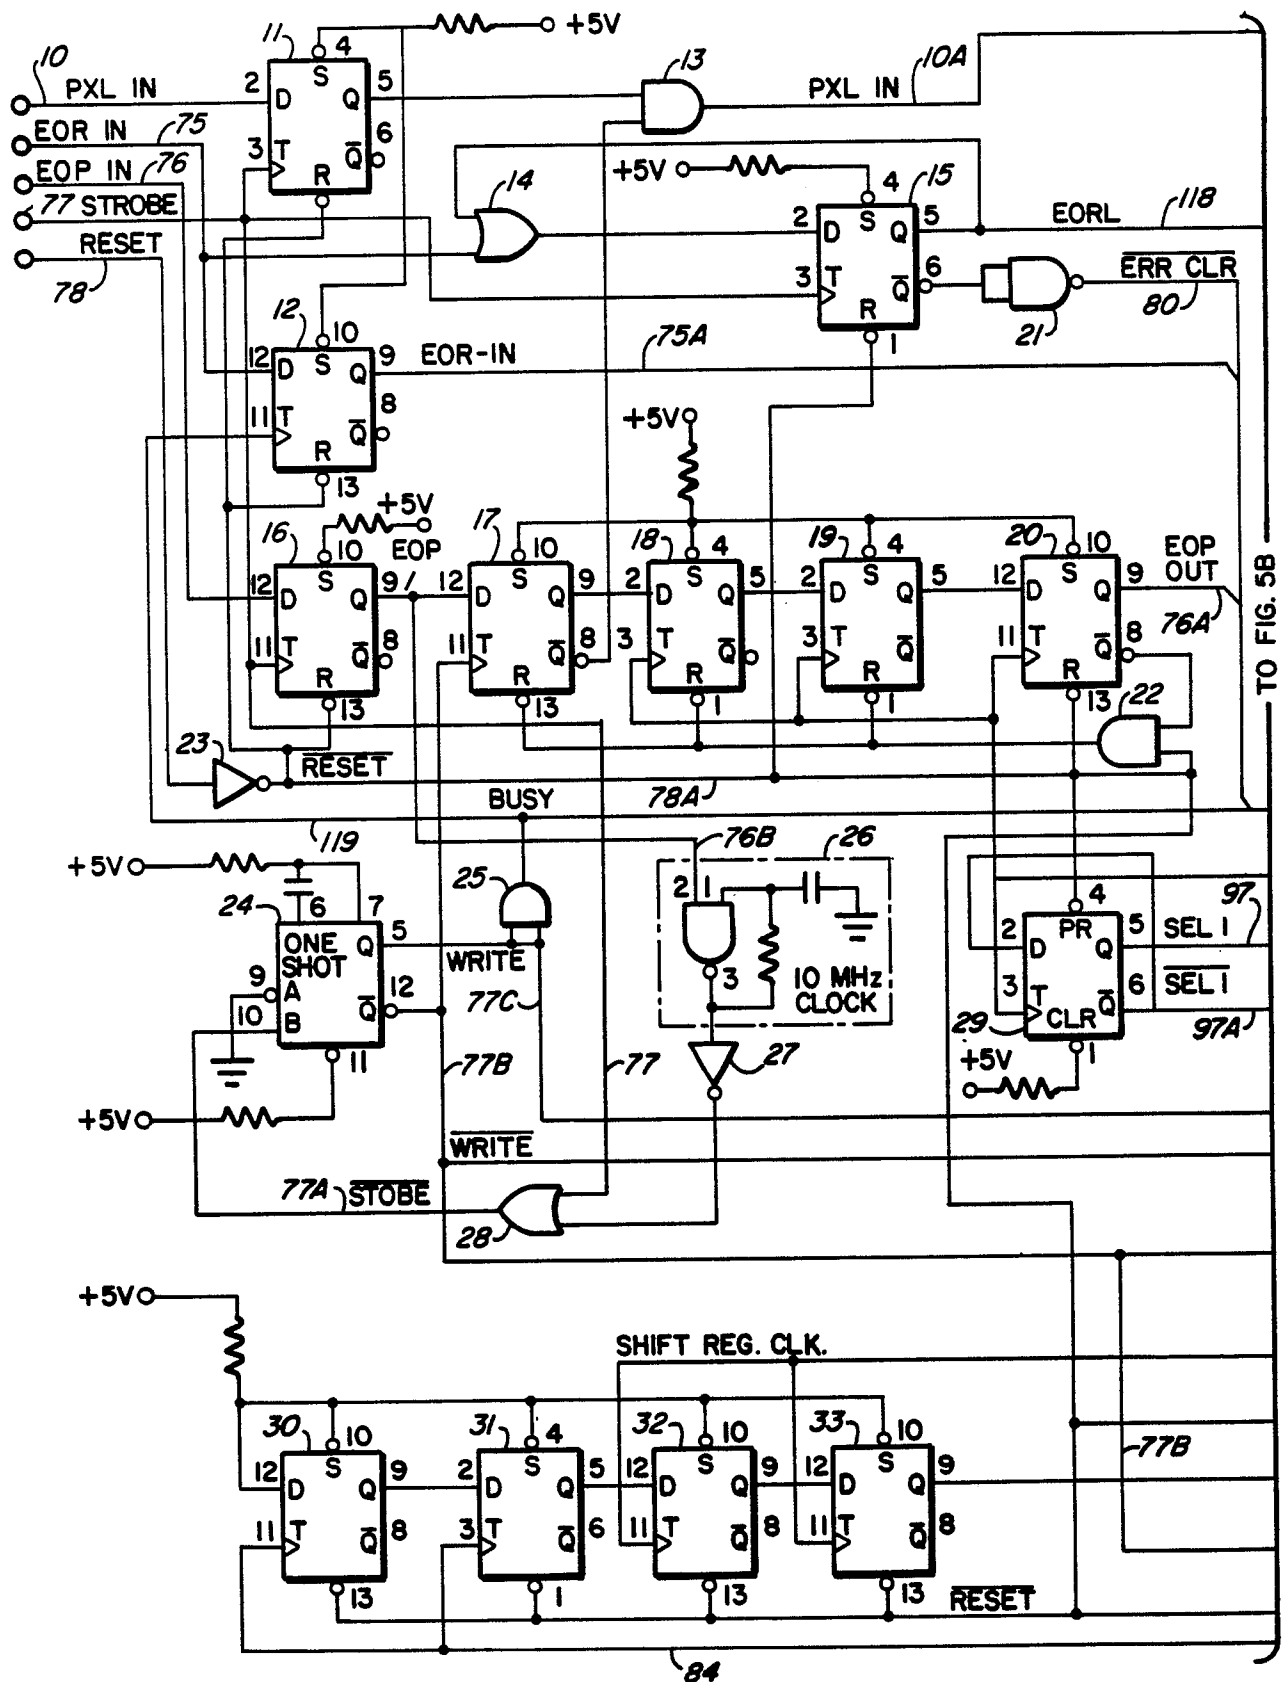 11
4
+5V
10
PXL IN
2
S
D
Q
5
13
PXL IN
10A
EOR IN
75
3
T
Q
6
EOP IN
76
R
+5V
4
77
STROBE
14
15
RESET
2
S
D
Q
5
EORL
118
78
3
T
Q
6
ERR CLR
80
R
21
12
10
1
12
S
D
Q
9
EOR-IN
75A
11
T
Q
8
R
+5V
13
+5V
16
10
EOP
17
10
18
4
19
4
20
10
EOP
OUT
12
S
D
Q
9
12
S
D
Q
9
2
S
D
Q
5
2
S
D
Q
5
12
S
D
Q
9
76A
11
T
Q
8
11
T
Q
8
3
T
Q
3
T
Q
11
T
Q
8
R
13
R
13
R
1
R
1
R
13
22
TO FIG. 5B
23
RESET
78A
BUSY
119
76B
26
+5V
25
24
6
7
2
1
4
97
ONE
SHOT
Q
5
WRITE
2
PR
D
Q
5
SEL 1
9
A
Q
12
77C
3
10 MHz
CLOCK
3
T
Q
6
SEL 1
10
B
29
CLR
97A
11
77B
77
27
+5V
1
+5V
WRITE
77A
STOBE
28
+5V
SHIFT REG. CLK.
30
10
31
4
32
10
33
10
77B
12
S
D
Q
9
2
S
D
Q
5
12
S
D
Q
9
12
S
D
Q
9
11
T
Q
8
3
T
Q
6
11
T
Q
8
11
T
Q
8
13
1
13
13
RESET
84